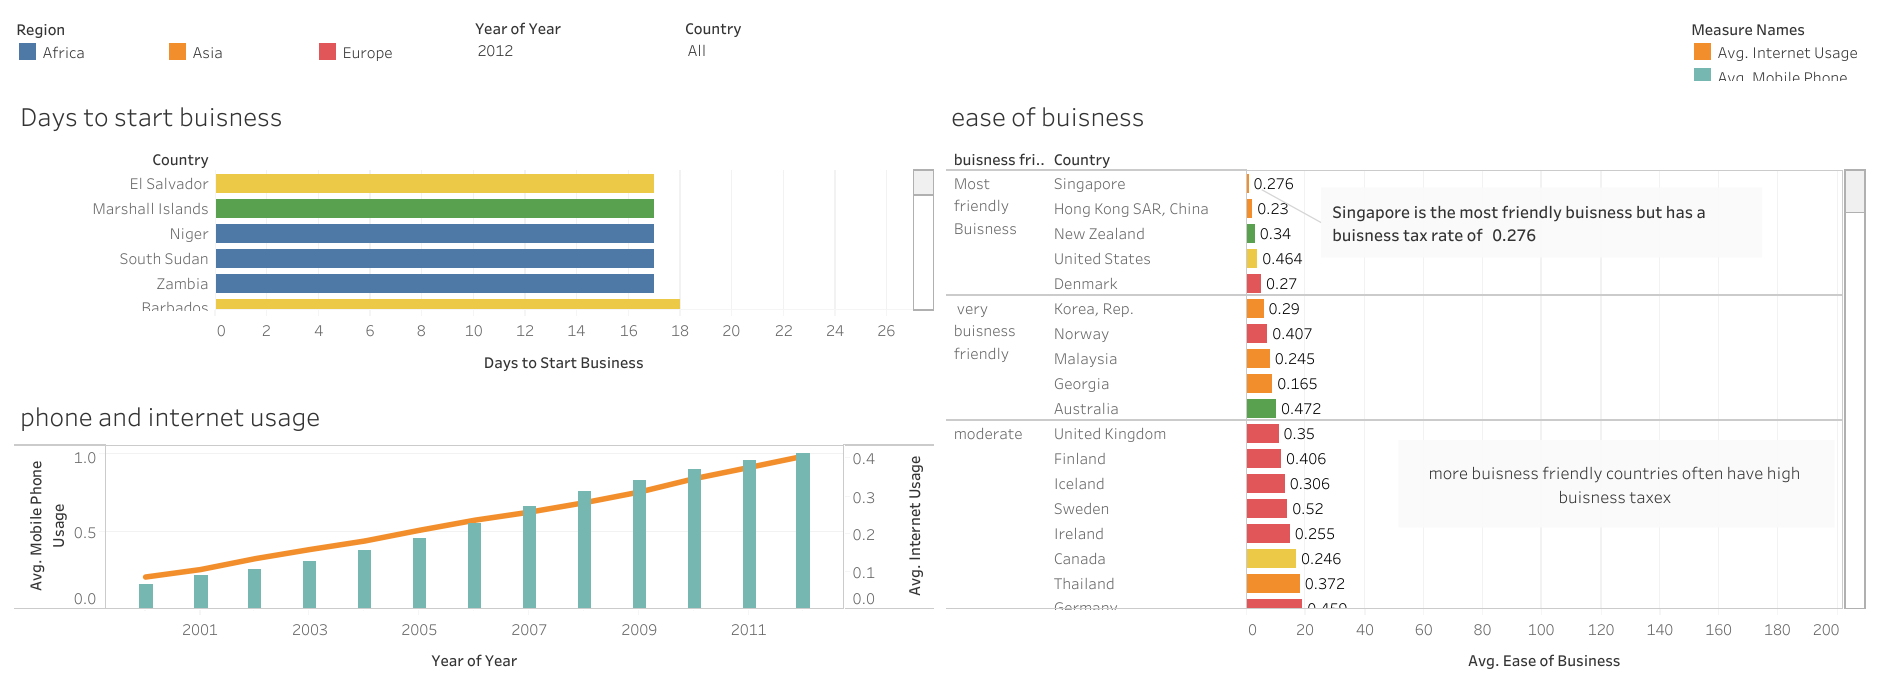 Region
Africa
Asia
Europe
Year of Year
2012
Country
All
Measure Names
Avg. Internet Usage
Avg. Mobile Phone
Days to start buisness
Country
El Salvador
Marshall Islands
Niger
South Sudan
Zambia
Barbados
0 2 4 6 8 10 12 14 16 18 20 22 24 26
Days to Start Business
phone and internet usage
Avg. Mobile Phone
Usage
1.0
0.5
0.0
0.4
0.3
0.2
0.1
0.0
Avg. Internet Usage
2001 2003 2005 2007 2009 2011
Year of Year
ease of buisness
buisness fri.. Country
Most
friendly
Buisness
Singapore 0.276
Hong Kong SAR, China 0.23
New Zealand 0.34
United States 0.464
Denmark 0.27
Singapore is the most friendly buisness but has a
buisness tax rate of 0.276
very
buisness
friendly
Korea, Rep. 0.29
Norway 0.407
Malaysia 0.245
Georgia 0.165
Australia 0.472
moderate
United Kingdom 0.35
Finland 0.406
Iceland 0.306
Sweden 0.52
Ireland 0.255
Canada 0.246
Thailand 0.372
Germany
more buisness friendly countries often have high
buisness taxex
0 20 40 60 80 100 120 140 160 180 200
Avg. Ease of Business